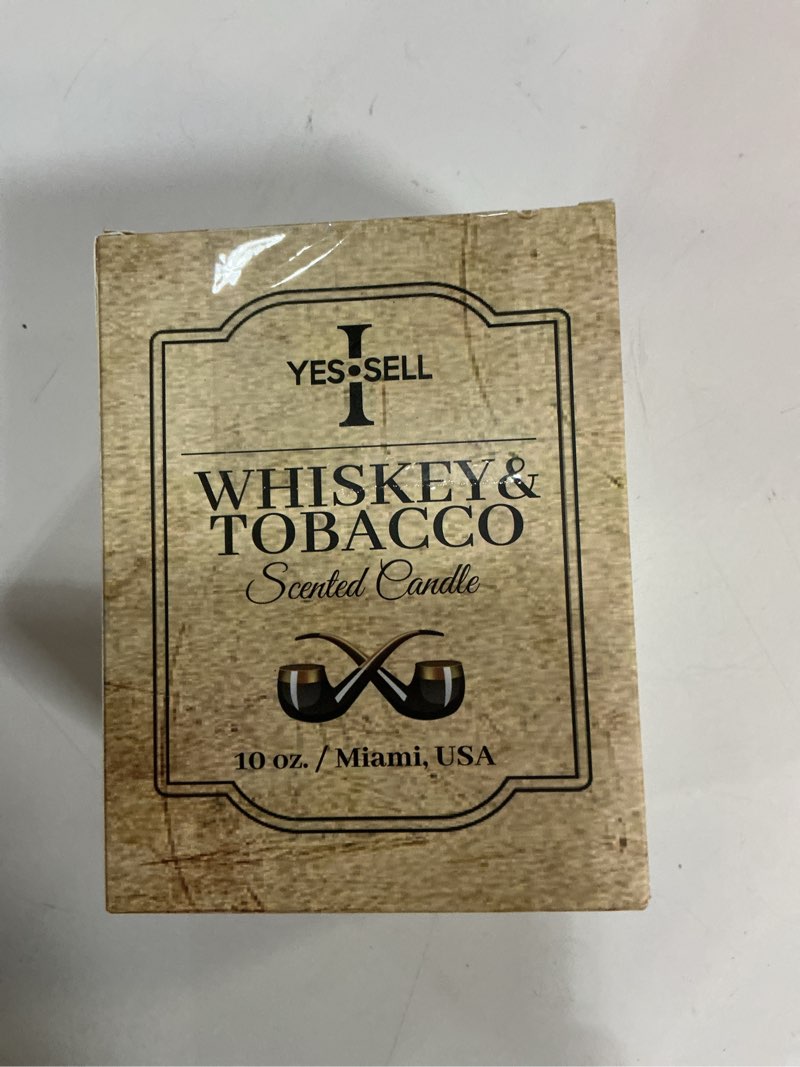 YES I SELL
WHISKEY &
TOBACCO
Scented Candle
10 oz. / Miami, USA